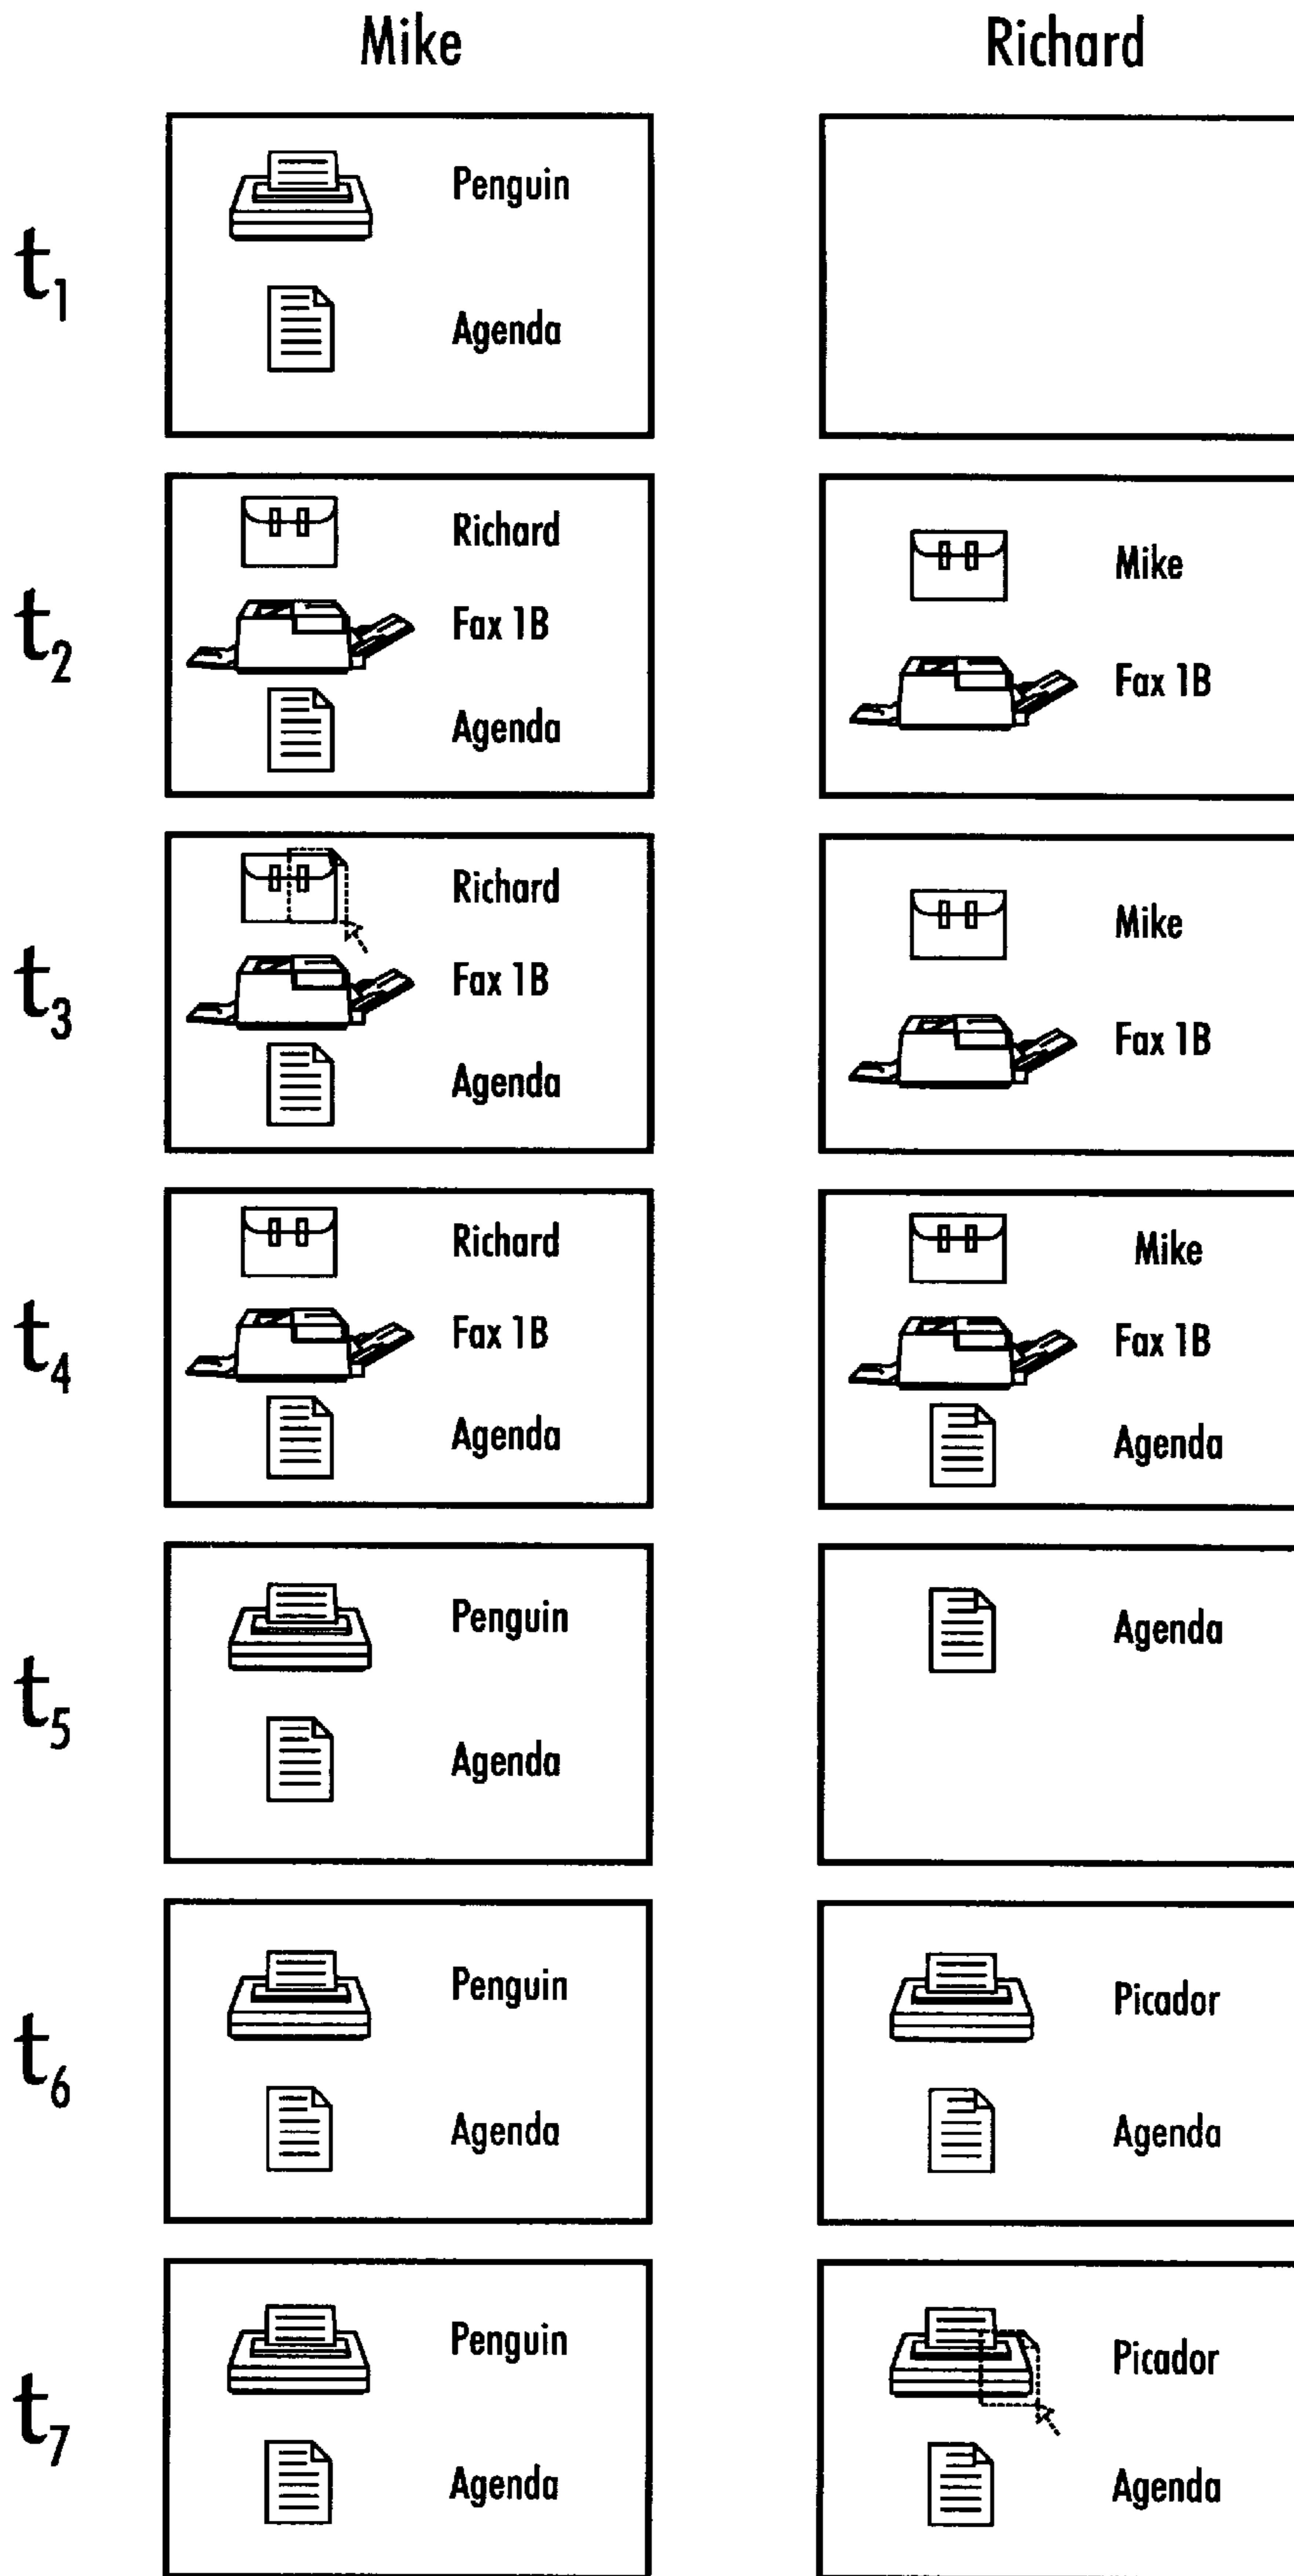 Mike Richard
t1
Penguin
Agenda
t2
Richard
Fax 1B
Agenda
Mike
Fax 1B
t3
Richard
Fax 1B
Agenda
Mike
Fax 1B
t4
Richard
Fax 1B
Agenda
Mike
Fax 1B
Agenda
t5
Penguin
Agenda
Agenda
t6
Penguin
Agenda
Picador
Agenda
t7
Penguin
Agenda
Picador
Agenda